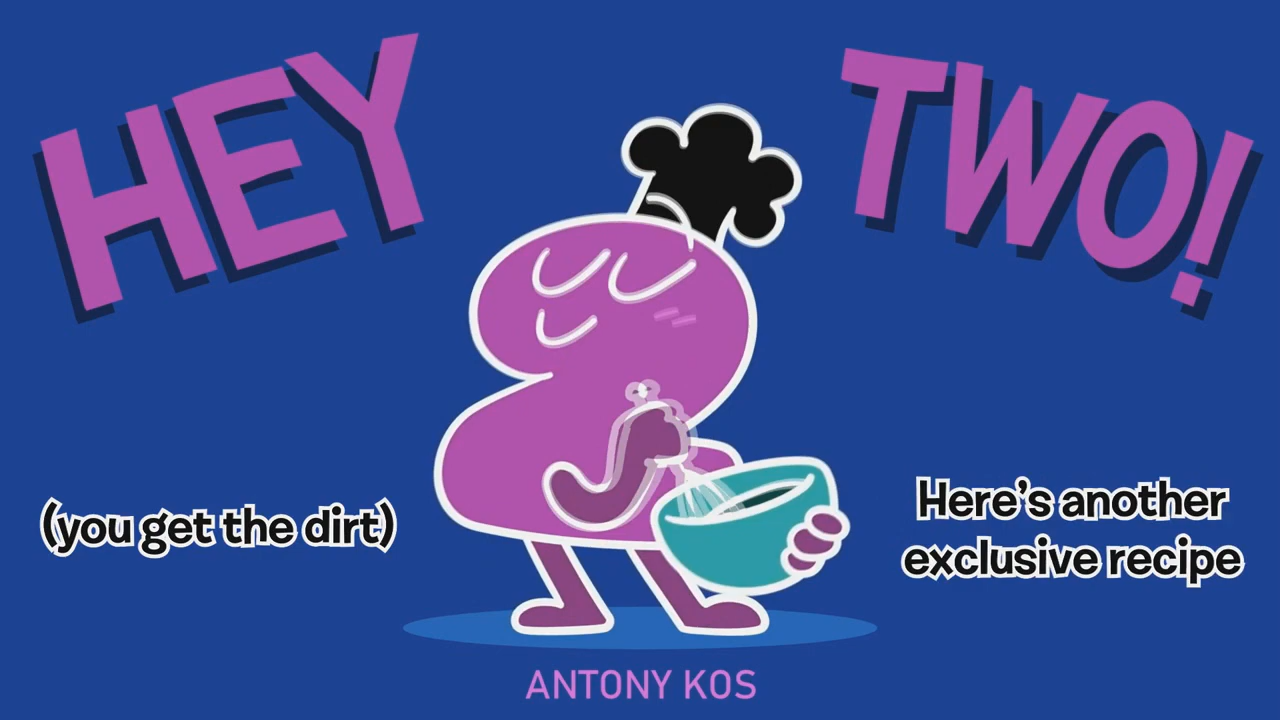 HEY TWO!
(you get the dirt)
Here's another
exclusive recipe
ANTONY KOS